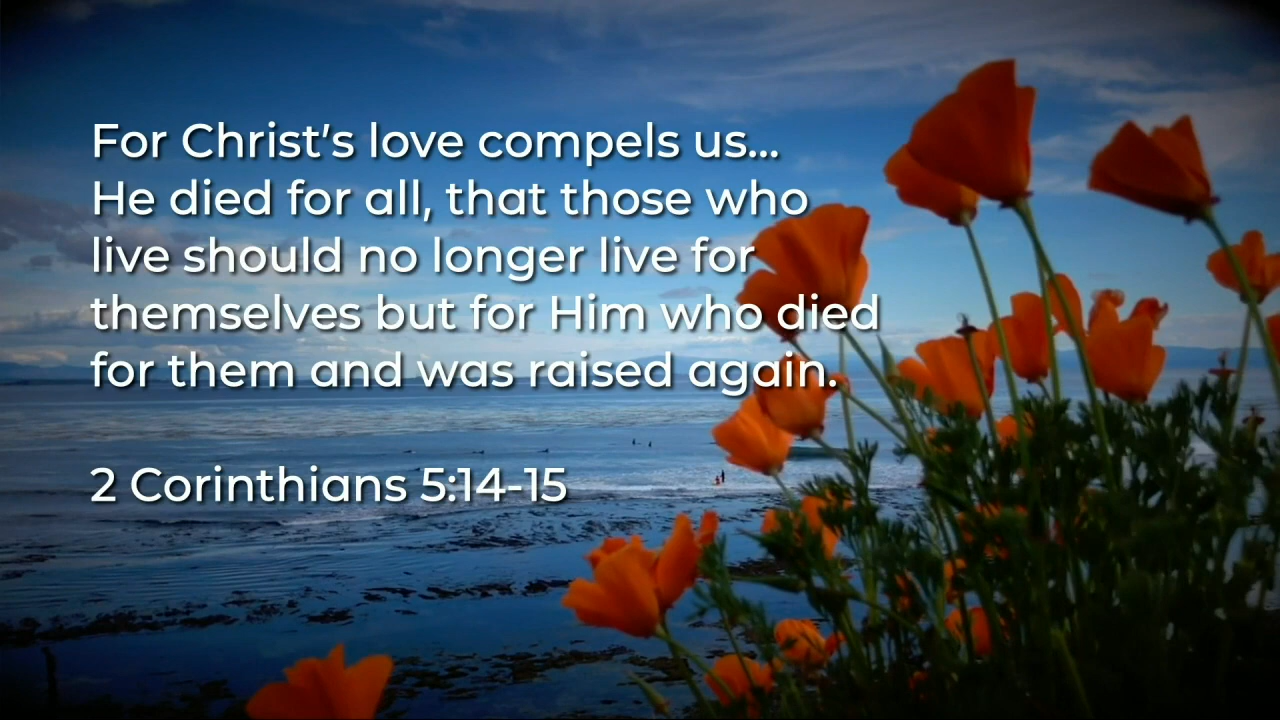 For Christ's love compels us...
He died for all, that those who
live should no longer live for
themselves but for Him who died
for them and was raised again.
2 Corinthians 5:14-15